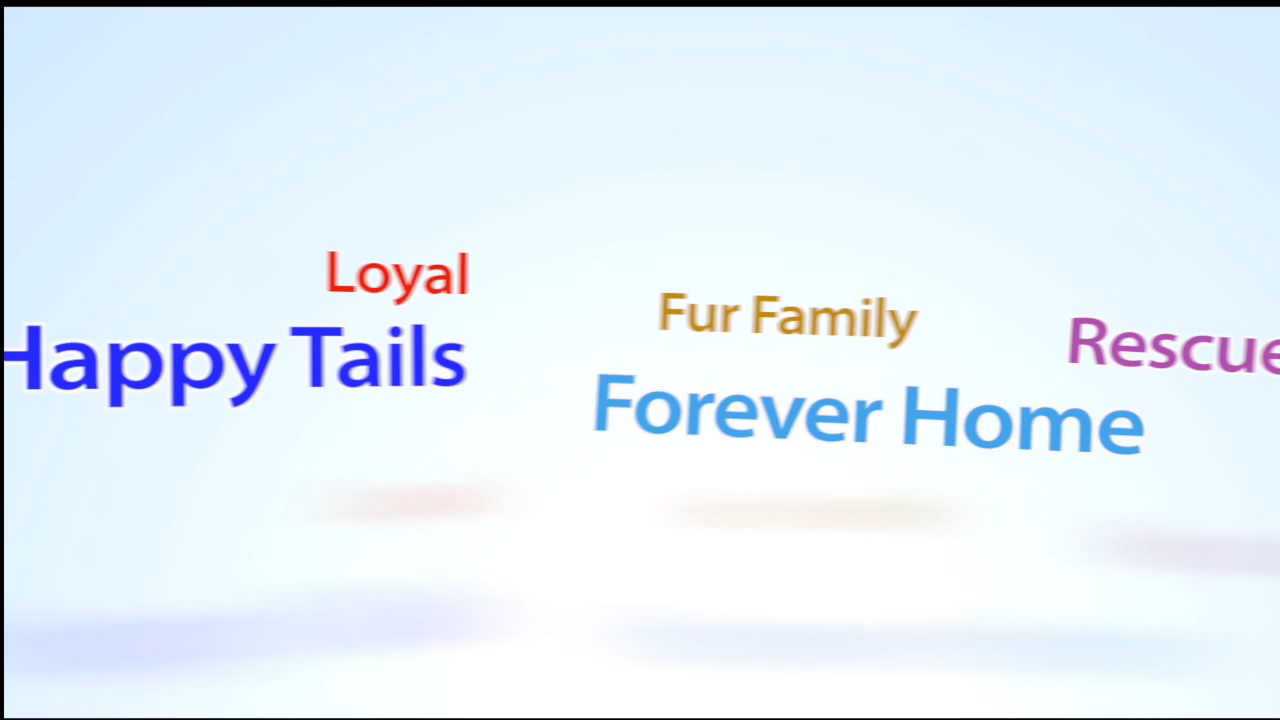 Loyal
Happy Tails
Fur Family
Forever Home
Rescue